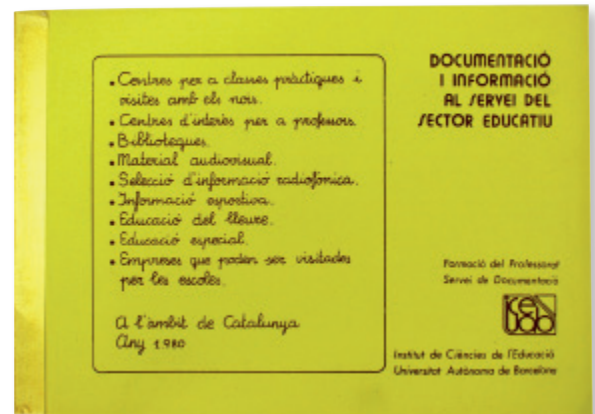 • Centres per a classes pràctiques i
visites amb els nois.
• Centres d'interès per a professors.
• Biblioteques.
• Material audiovisual.
• Selecció d'informació radiofònica.
• Informació esportiva.
• Educació del lleure.
• Educació especial.
• Empreses que poden ser visitades
per les escoles.
A l'àmbit de Catalunya
Any 1.980
DOCUMENTACIÓ
I INFORMACIÓ
AL SERVEI DEL
SECTOR EDUCATIU
Formació del Professorat
Servei de Documentació
Institut de Ciències de l'Educació
Universitat Autònoma de Barcelona